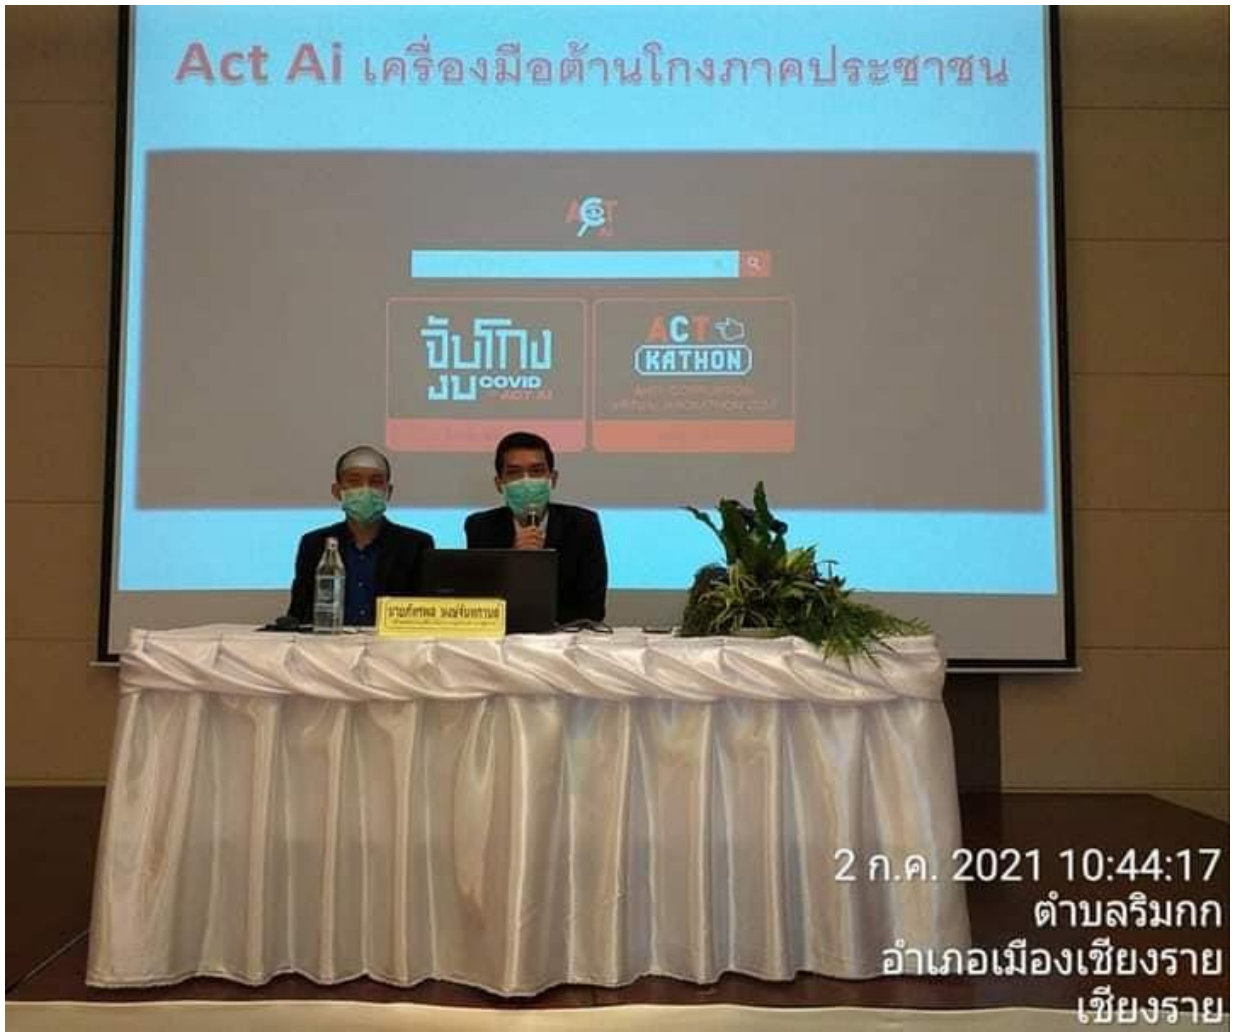 Act Ai เครื่องมือต้านโกงภาคประชาชน
ACT
AI
จับโกง
งบ COVID
ACT AI
ACT
KATHON
ANTI-CORRUPTION
2 ก.ค. 2021 10:44:17
ตำบลริมกก
อำเภอเมืองเชียงราย
เชียงราย